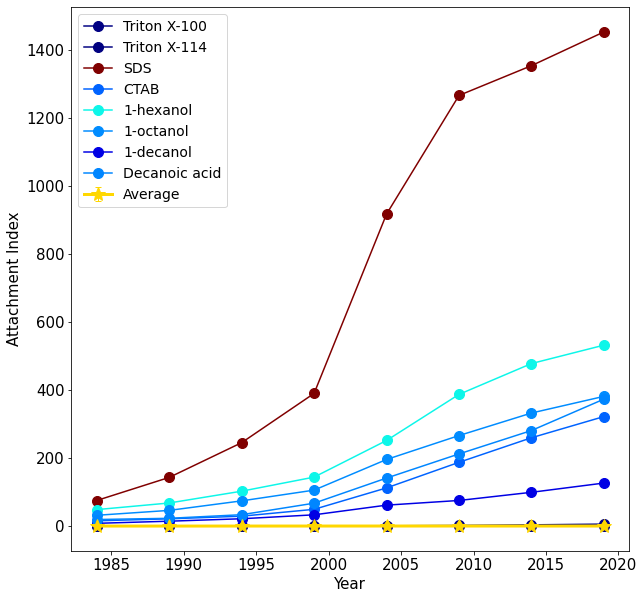 Triton X-100
Triton X-114
SDS
CTAB
1-hexanol
1-octanol
1-decanol
Decanoic acid
Average
Attachment Index
1400
1200
1000
800
600
400
200
0
1985 1990 1995 2000 2005 2010 2015 2020
Year